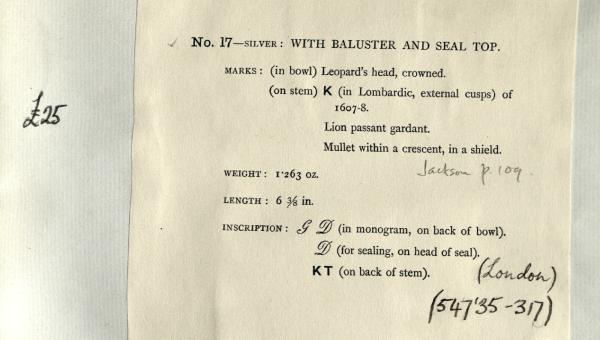 No. 17—SILVER: WITH BALUSTER AND SEAL TOP.
MARKS: (in bowl) Leopard's head, crowned.
(on stem) K (in Lombardic, external cusps) of
1607-8.
Lion passant gardant.
Mullet within a crescent, in a shield.
£25
Jackson p. 109.
WEIGHT: 1·263 oz.
LENGTH: 6 ⅜ in.
INSCRIPTION: G D (in monogram, on back of bowl).
D (for sealing, on head of seal).
KT (on back of stem).
(London)
(547'35-317)